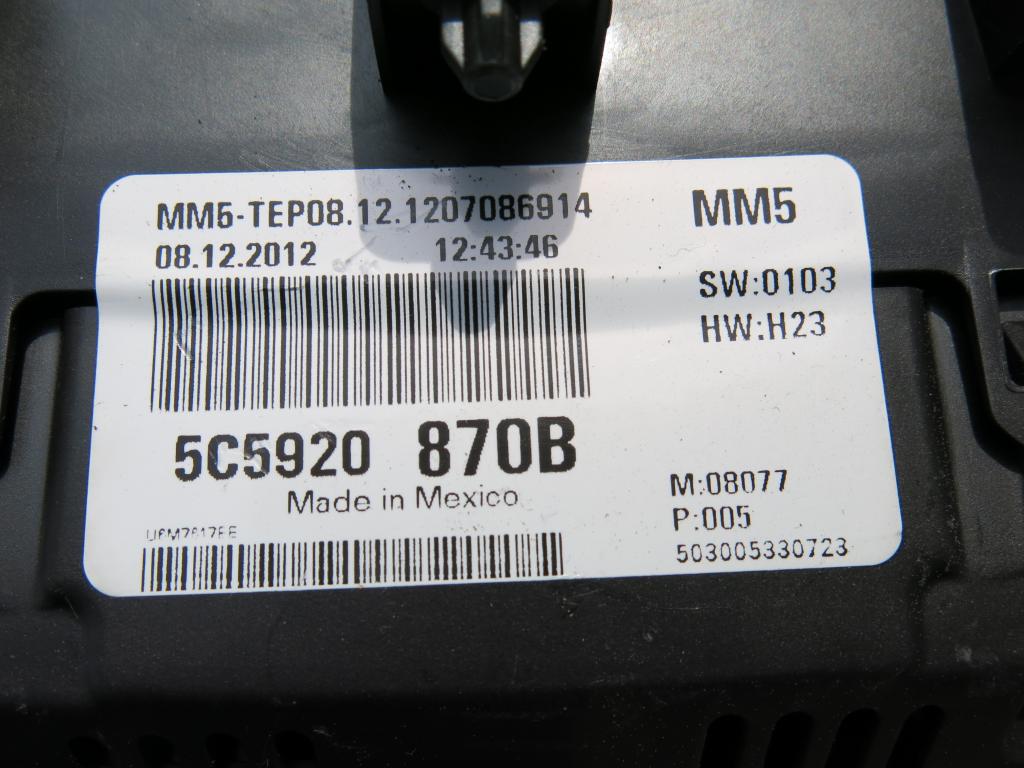 MM5-TEP08.12.1207086914
08.12.2012 12:43:46
MM5
SW:0103
HW:H23
5C5920 870B
Made in Mexico
M:08077
P:005
503005330723